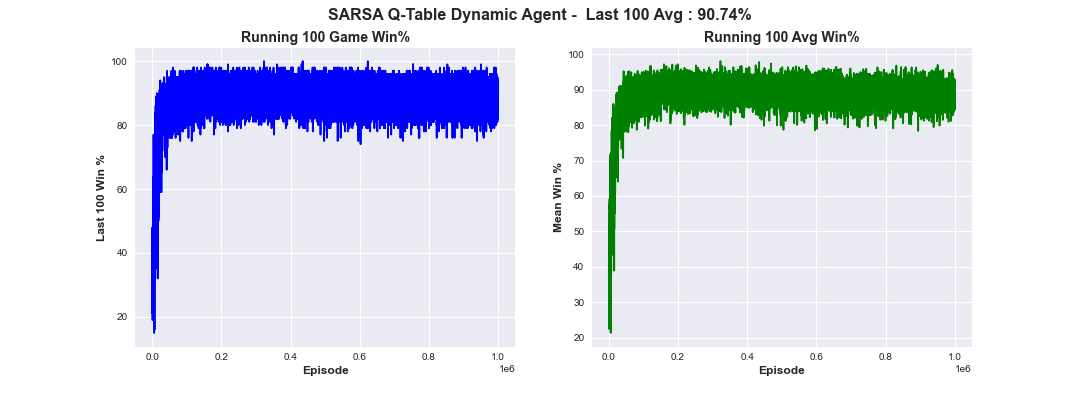 SARSA Q-Table Dynamic Agent -  Last 100 Avg : 90.74%
Running 100 Game Win%
100
80
60
40
20
Last 100 Win %
0.0 0.2 0.4 0.6 0.8 1.0
1e6
Episode
Running 100 Avg Win%
100
90
80
70
60
50
40
30
20
Mean Win %
0.0 0.2 0.4 0.6 0.8 1.0
1e6
Episode